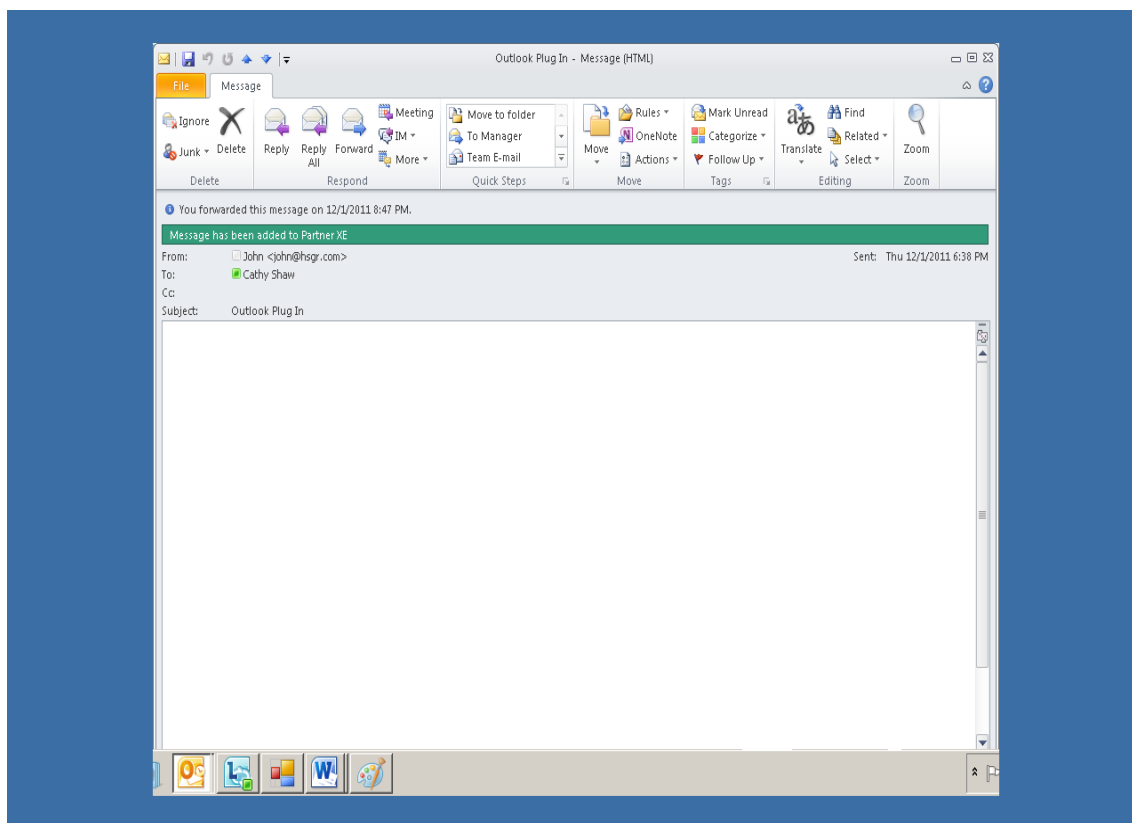 Outlook Plug In - Message (HTML)
File Message
Ignore
Junk
Delete
Reply
Reply All
Forward
Meeting
IM
More
Move to folder
To Manager
Team E-mail
Move
Rules
OneNote
Actions
Mark Unread
Categorize
Follow Up
Translate
Find
Related
Select
Zoom
Delete Respond Quick Steps Move Tags Editing Zoom
You forwarded this message on 12/1/2011 8:47 PM.
Message has been added to Partner XE
From: John <john@hsgr.com> Sent: Thu 12/1/2011 6:38 PM
To: Cathy Shaw
Cc:
Subject: Outlook Plug In